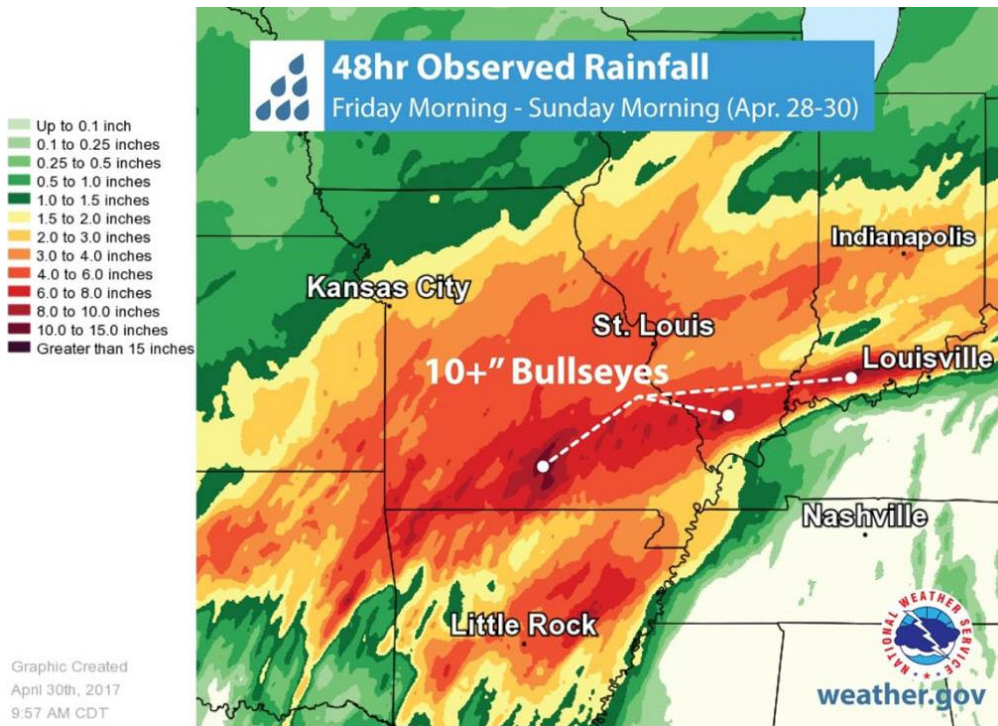 48hr Observed Rainfall
Friday Morning - Sunday Morning (Apr. 28-30)
Up to 0.1 inch
0.1 to 0.25 inches
0.25 to 0.5 inches
0.5 to 1.0 inches
1.0 to 1.5 inches
1.5 to 2.0 inches
2.0 to 3.0 inches
3.0 to 4.0 inches
4.0 to 6.0 inches
6.0 to 8.0 inches
8.0 to 10.0 inches
10.0 to 15.0 inches
Greater than 15 inches
Indianapolis
Kansas City
St. Louis
Louisville
10+” Bullseyes
Nashville
Little Rock
NATIONAL WEATHER SERVICE
weather.gov
Graphic Created
April 30th, 2017
9:57 AM CDT